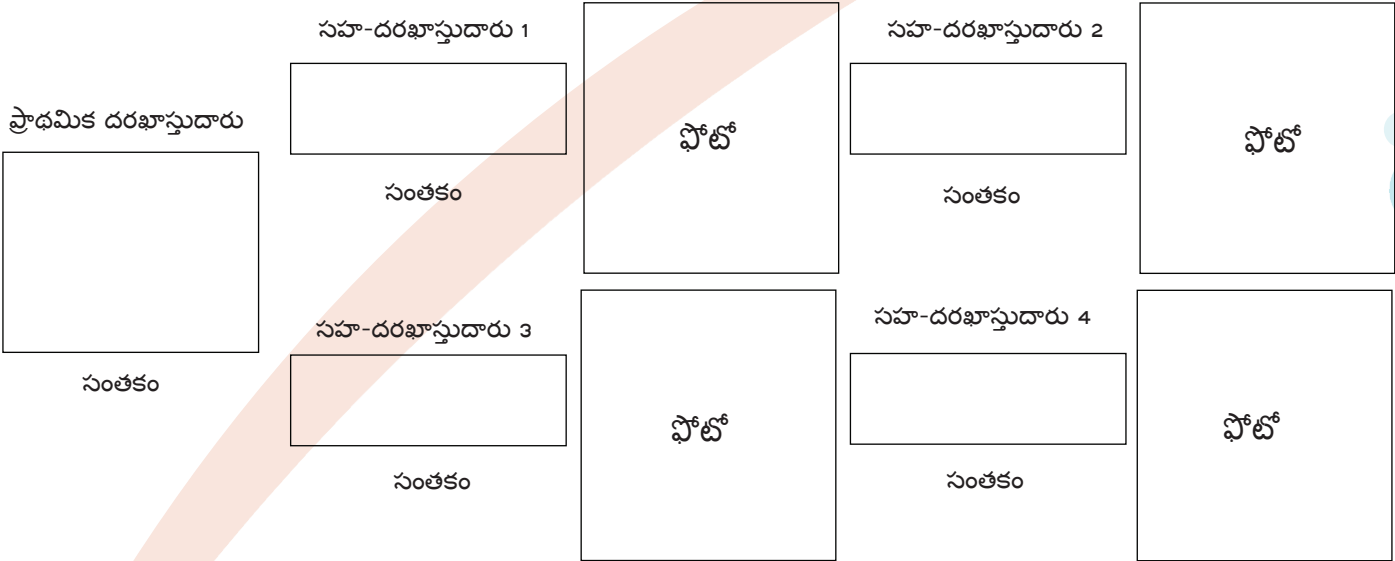 ప్రాథమిక దరఖాస్తుదారు
సంతకం
సహ-దరఖాస్తుదారు 1
సంతకం
ఫోటో
సహ-దరఖాస్తుదారు 2
సంతకం
ఫోటో
సహ-దరఖాస్తుదారు 3
సంతకం
ఫోటో
సహ-దరఖాస్తుదారు 4
సంతకం
ఫోటో